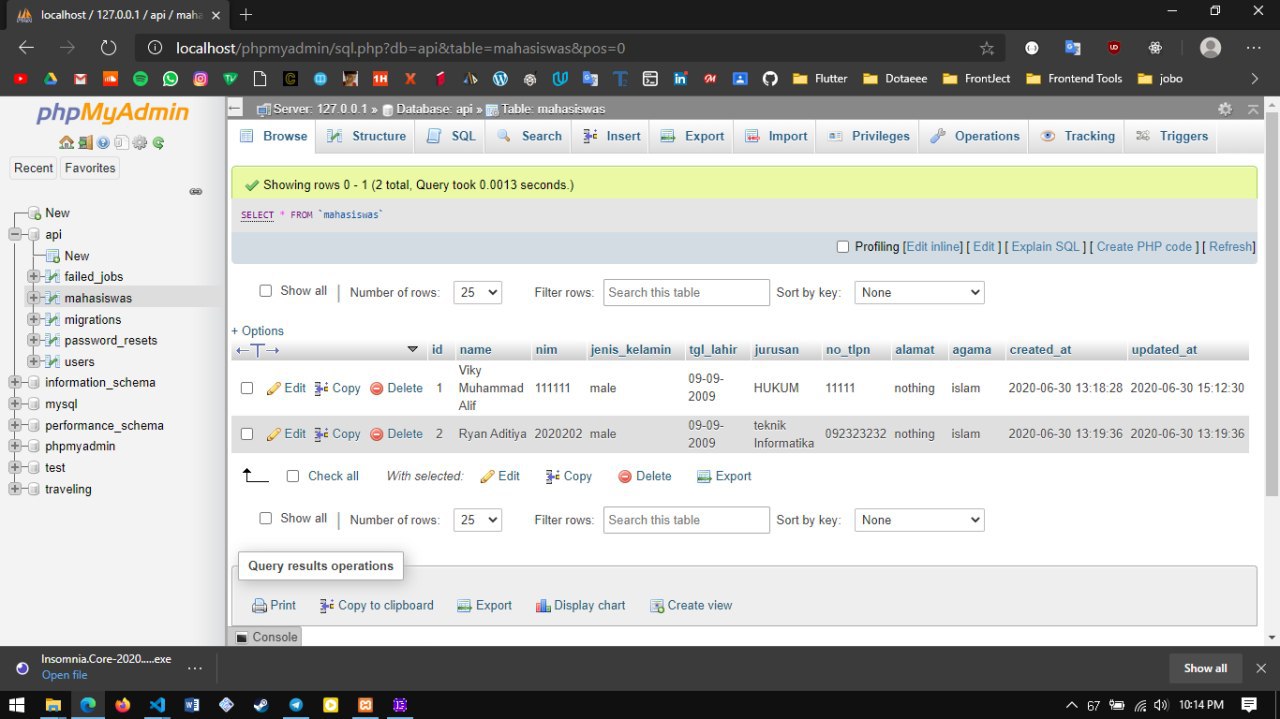 localhost / 127.0.0.1 / api / maha
localhost/phpmyadmin/sql.php?db=api&table=mahasiswas&pos=0
Flutter Dotaeee FrontJect Frontend Tools jobo
phpMyAdmin
Recent Favorites
New
api
New
failed_jobs
mahasiswas
migrations
password_resets
users
information_schema
mysql
performance_schema
phpmyadmin
test
traveling
Server: 127.0.0.1 » Database: api » Table: mahasiswas
Browse Structure SQL Search Insert Export Import Privileges Operations Tracking Triggers
Showing rows 0 - 1 (2 total, Query took 0.0013 seconds.)
SELECT * FROM `mahasiswas`
Profiling [Edit inline] [ Edit ] [ Explain SQL ] [ Create PHP code ] [ Refresh]
Show all | Number of rows: 25 Filter rows: Search this table Sort by key: None
+ Options
id name nim jenis_kelamin tgl_lahir jurusan no_tlpn alamat agama created_at updated_at
Edit Copy Delete 1 Viky Muhammad Alif 111111 male 09-09-2009 HUKUM 11111 nothing islam 2020-06-30 13:18:28 2020-06-30 15:12:30
Edit Copy Delete 2 Ryan Aditiya 2020202 male 09-09-2009 teknik Informatika 092323232 nothing islam 2020-06-30 13:19:36 2020-06-30 13:19:36
Check all With selected: Edit Copy Delete Export
Show all | Number of rows: 25 Filter rows: Search this table Sort by key: None
Query results operations
Print Copy to clipboard Export Display chart Create view
Console
Insomnia.Core-2020.....exe
Open file
Show all
67 10:14 PM